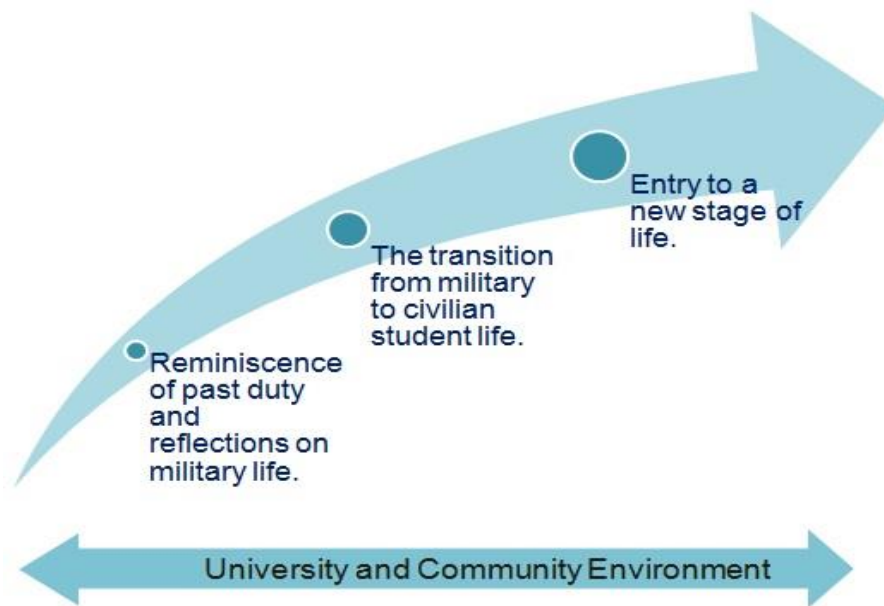 Reminiscence
of past duty
and
reflections on
military life.
The transition
from military
to civilian
student life.
Entry to a
new stage of
life.
University and Community Environment